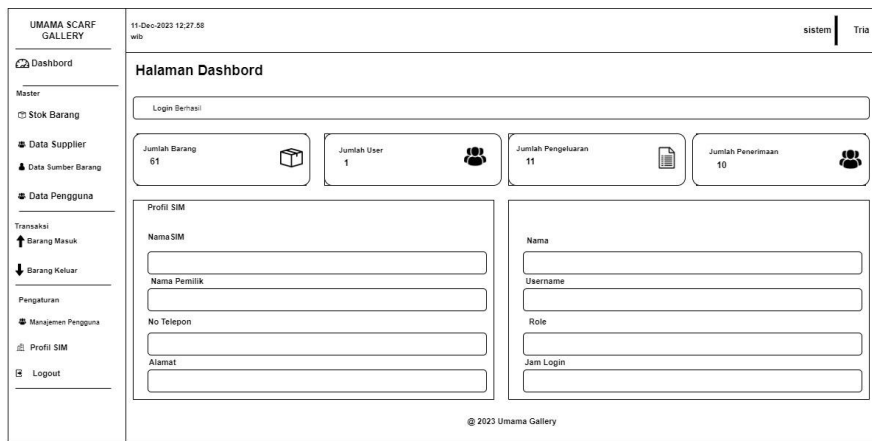 UMAMA SCARF
GALLERY
Dashbord
Master
Stok Barang
Data Supplier
Data Sumber Barang
Data Pengguna
Transaksi
Barang Masuk
Barang Keluar
Pengaturan
Manajemen Pengguna
Profil SIM
Logout
11-Dec-2023 12;27.58
wib
sistem
Tria
Halaman Dashbord
Login Berhasil
Jumlah Barang
61
Jumlah User
1
Jumlah Pengeluaran
11
Jumlah Penerimaan
10
Profil SIM
Nama SIM
Nama Pemilik
No Telepon
Alamat
Nama
Username
Role
Jam Login
@ 2023 Umama Gallery